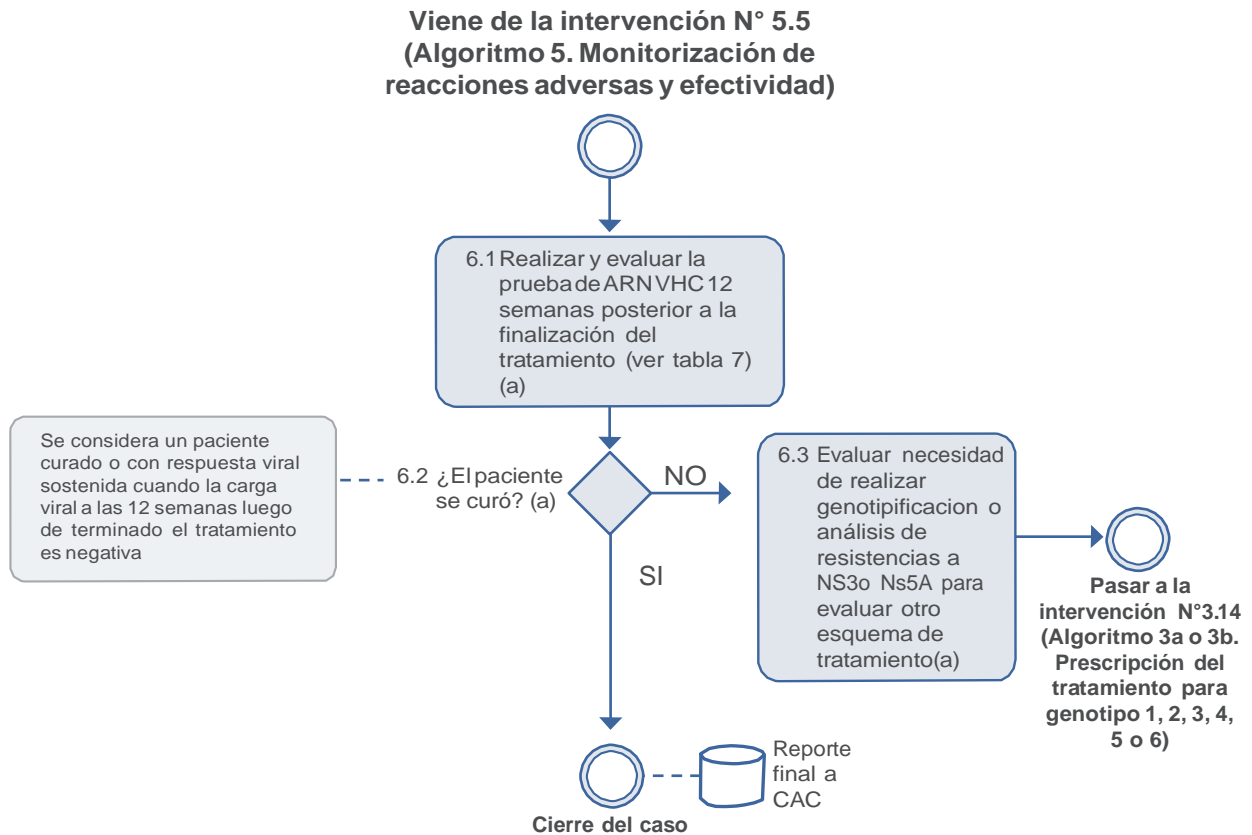 Viene de la intervención N° 5.5
(Algoritmo 5. Monitorización de
reacciones adversas y efectividad)
6.1 Realizar y evaluar la
prueba de ARN VHC 12
semanas posterior a la
finalización del
tratamiento (ver tabla 7)
(a)
Se considera un paciente
curado o con respuesta viral
sostenida cuando la carga
viral a las 12 semanas luego
de terminado el tratamiento
es negativa
6.2 ¿El paciente
se curó? (a)
NO
SI
6.3 Evaluar necesidad
de realizar
genotipificacion o
análisis de
resistencias a
NS3o Ns5A para
evaluar otro
esquema de
tratamiento(a)
Pasar a la
intervención N°3.14
(Algoritmo 3a o 3b.
Prescripción del
tratamiento para
genotipo 1, 2, 3, 4,
5 o 6)
Reporte
final a
CAC
Cierre del caso